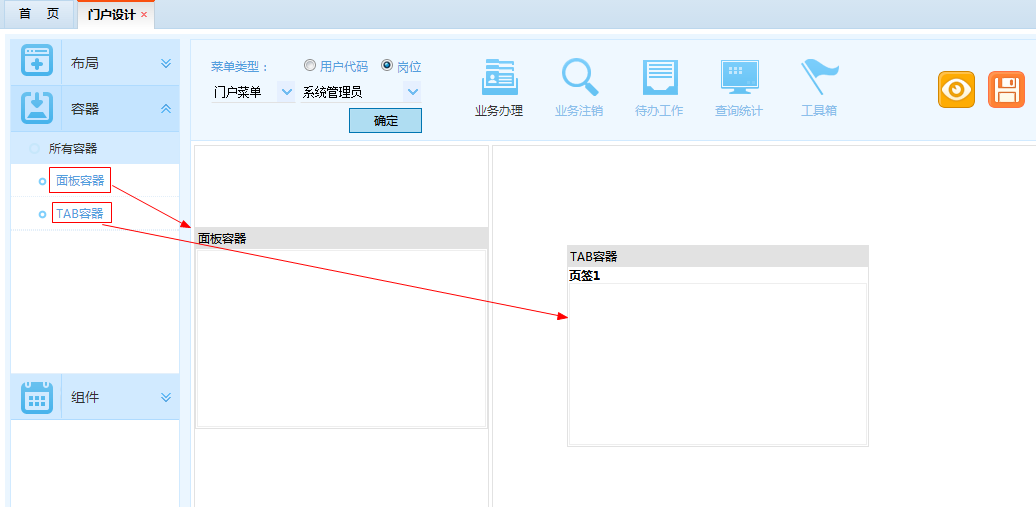 首 页
门户设计
布局
容器
所有容器
面板容器
TAB容器
组件
菜单类型：
用户代码
岗位
门户菜单
系统管理员
确定
业务办理
业务注销
待办工作
查询统计
工具箱
面板容器
TAB容器
页签1